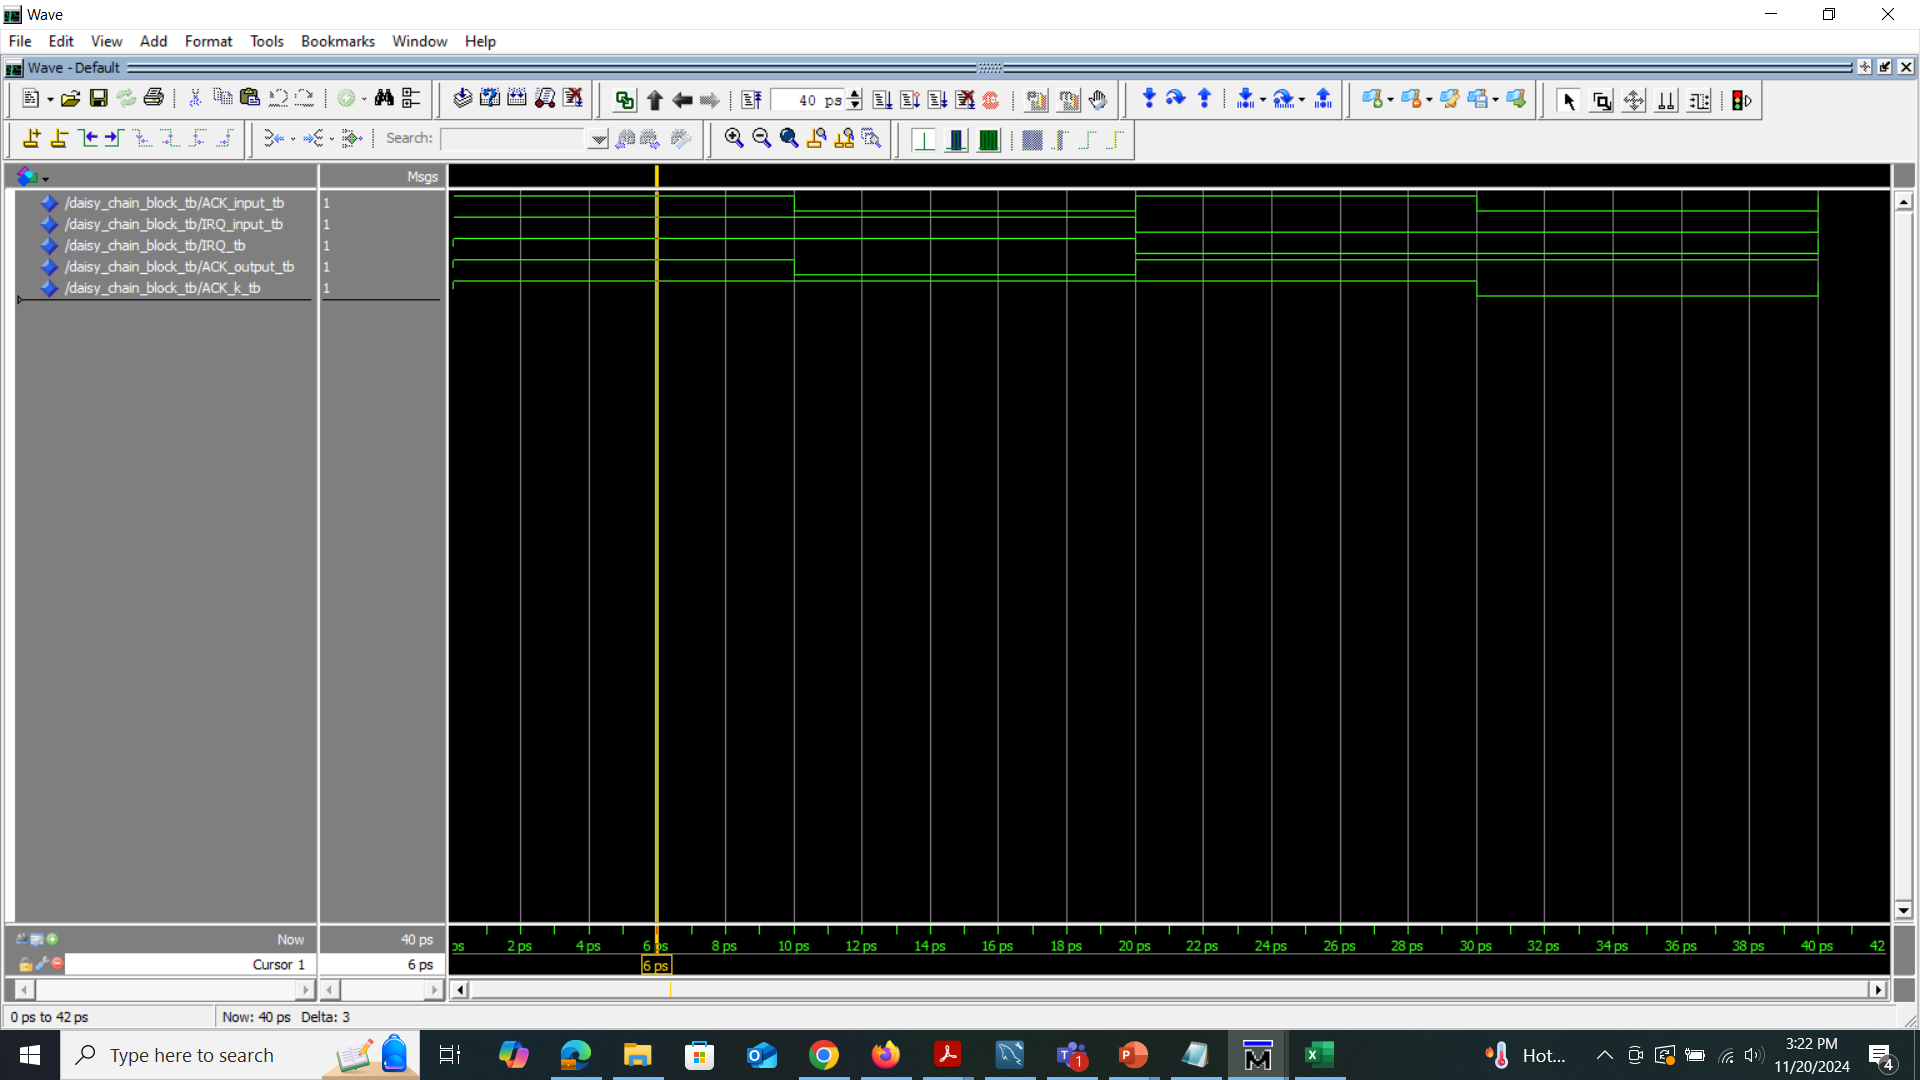 Wave
File Edit View Add Format Tools Bookmarks Window Help
Wave - Default
40 ps
Search:
Msgs
/daisy_chain_block_tb/ACK_input_tb 1
/daisy_chain_block_tb/IRQ_input_tb 1
/daisy_chain_block_tb/IRQ_tb 1
/daisy_chain_block_tb/ACK_output_tb 1
/daisy_chain_block_tb/ACK_k_tb 1
Now 40 ps
ps 2 ps 4 ps 6 ps 8 ps 10 ps 12 ps 14 ps 16 ps 18 ps 20 ps 22 ps 24 ps 26 ps 28 ps 30 ps 32 ps 34 ps 36 ps 38 ps 40 ps 42
Cursor 1 6 ps
6 ps
0 ps to 42 ps Now: 40 ps Delta: 3
Type here to search
1
Hot...
3:22 PM
11/20/2024
4